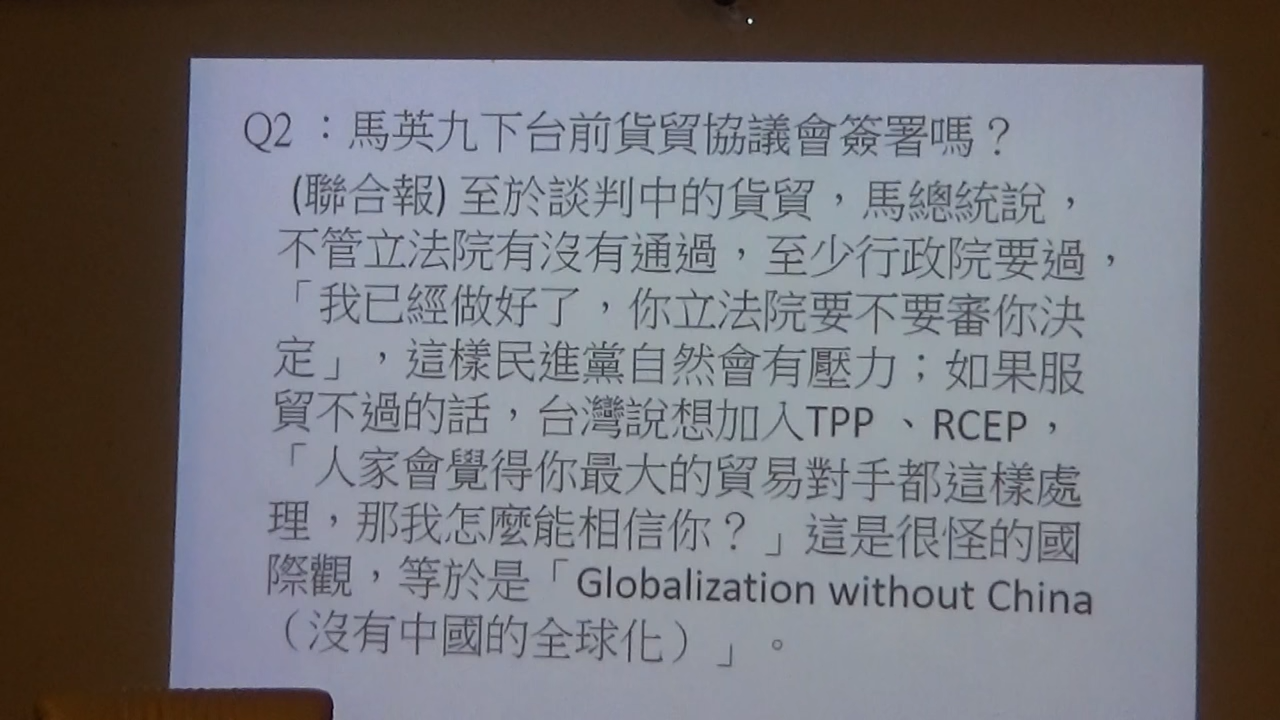 Q2 ：馬英九下台前貨貿協議會簽署嗎？
(聯合報) 至於談判中的貨貿，馬總統說，
不管立法院有沒有通過，至少行政院要過，
「我已經做好了，你立法院要不要審你決
定」，這樣民進黨自然會有壓力；如果服
貿不過的話，台灣說想加入TPP 、RCEP，
「人家會覺得你最大的貿易對手都這樣處
理，那我怎麼能相信你？」這是很怪的國
際觀，等於是「Globalization without China
（沒有中國的全球化）」。